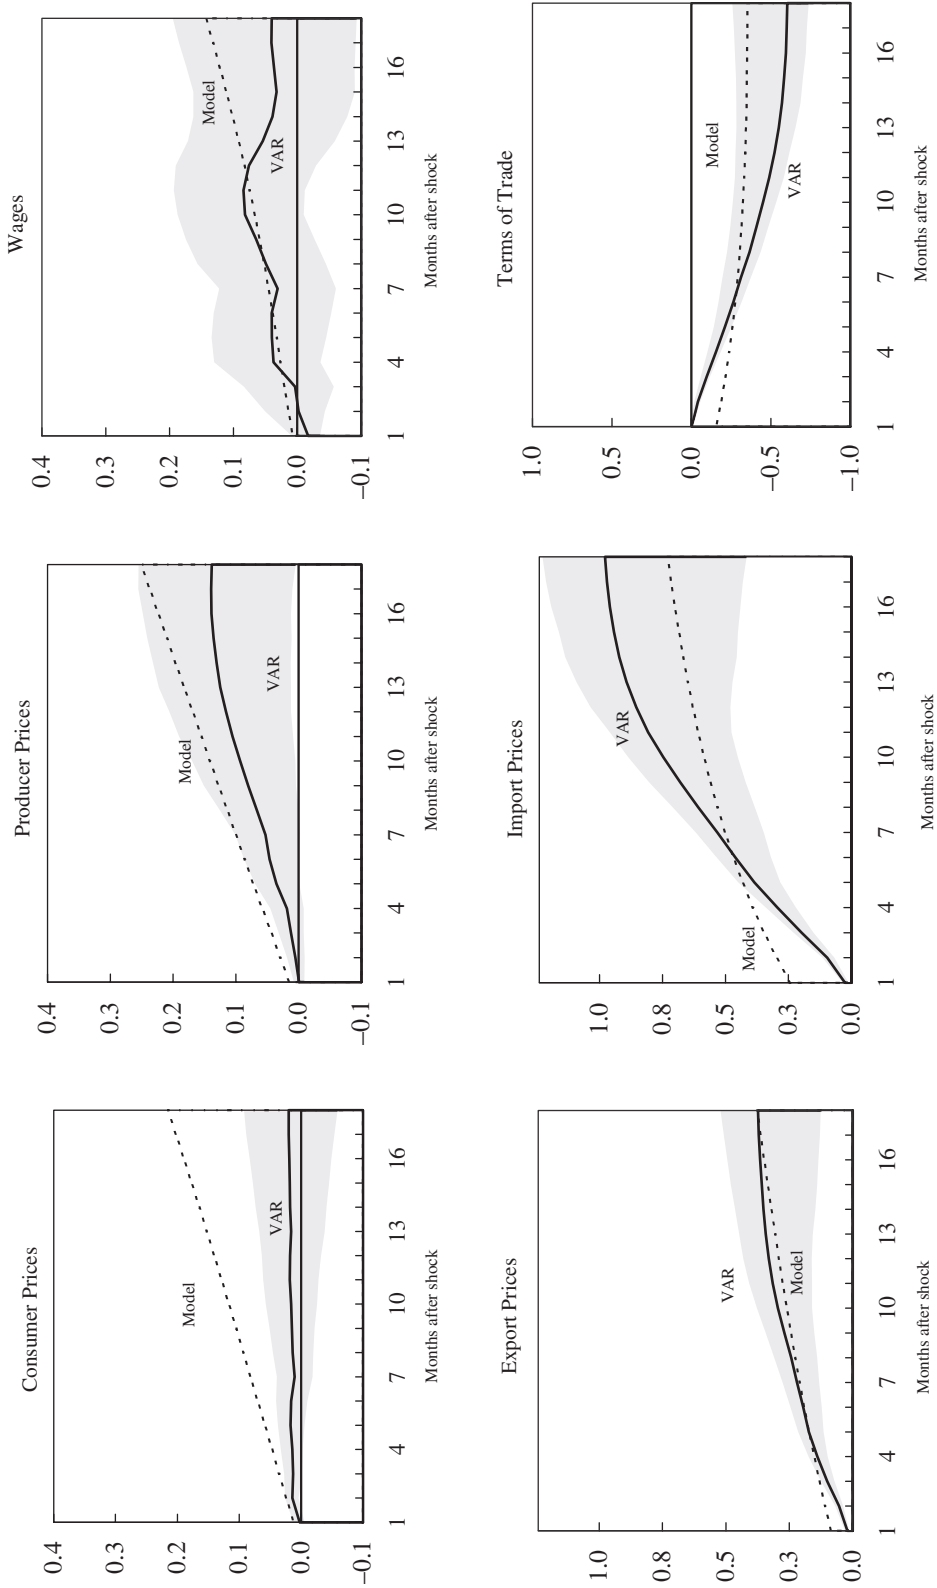 Consumer Prices
0.4
0.3
0.2
0.1
0.0
–0.1
Model
VAR
1 4 7 10 13 16
Months after shock
Producer Prices
0.4
0.3
0.2
0.1
0.0
–0.1
Model
VAR
1 4 7 10 13 16
Months after shock
Wages
0.4
0.3
0.2
0.1
0.0
–0.1
Model
VAR
1 4 7 10 13 16
Months after shock
Export Prices
1.0
0.8
0.5
0.3
0.0
VAR
Model
1 4 7 10 13 16
Months after shock
Import Prices
1.0
0.8
0.5
0.3
0.0
VAR
Model
1 4 7 10 13 16
Months after shock
Terms of Trade
1.0
0.5
0.0
–0.5
–1.0
Model
VAR
1 4 7 10 13 16
Months after shock